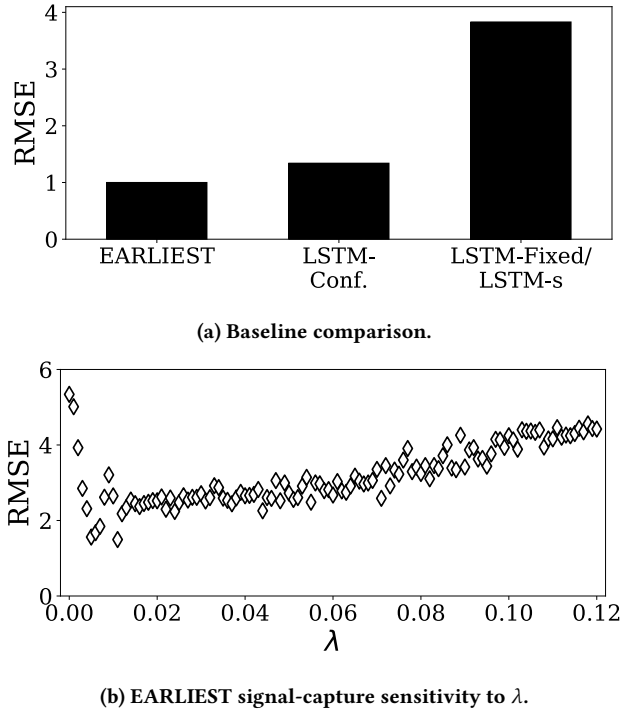 4
3
2
1
0
RMSE
EARLIEST LSTM- LSTM-Fixed/
Conf. LSTM-s
(a) Baseline comparison.
6
4
2
0
RMSE
0.00 0.02 0.04 0.06 0.08 0.10 0.12
λ
(b) EARLIEST signal-capture sensitivity to λ.